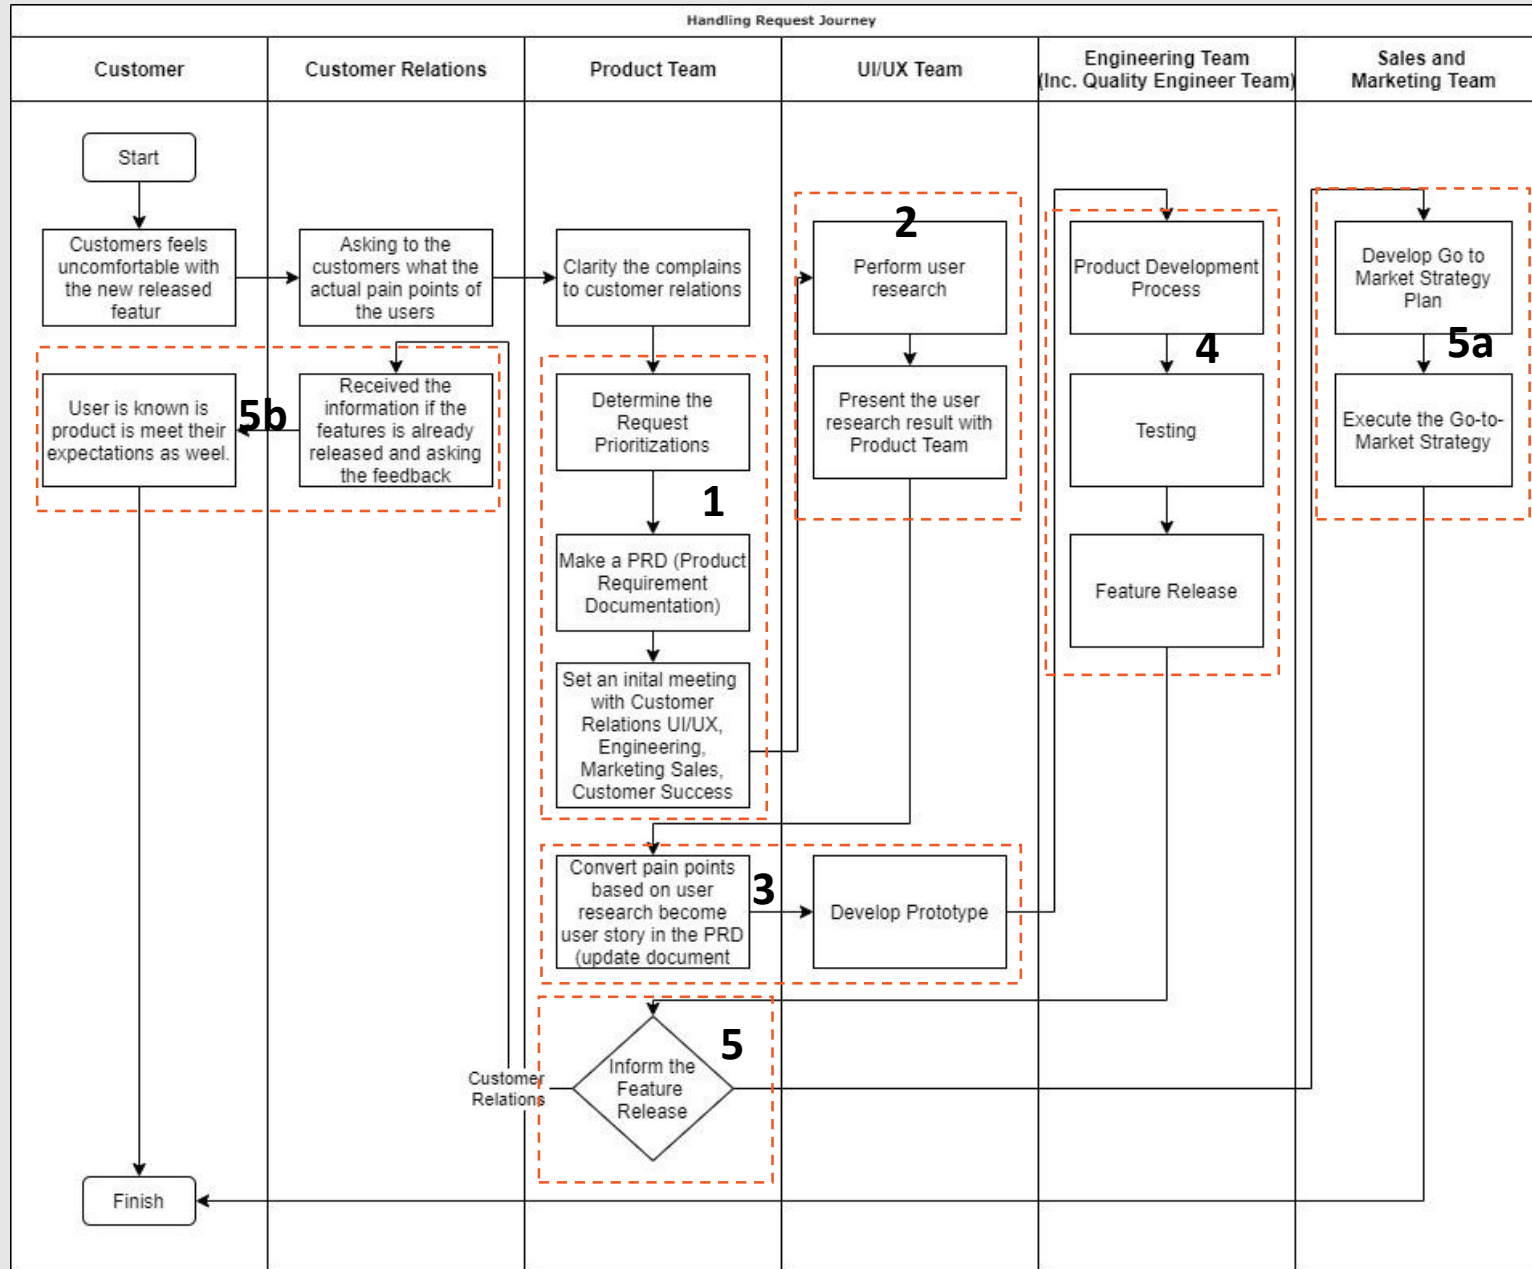 Handling Request Journey
Customer
Customer Relations
Product Team
UI/UX Team
Engineering Team
(Inc. Quality Engineer Team)
Sales and
Marketing Team
Start
Customers feels
uncomfortable with
the new released
featur
Asking to the
customers what the
actual pain points of
the users
Clarity the complains
to customer relations
2
Perform user
research
Product Development
Process
Develop Go to
Market Strategy
Plan
4
5a
User is known is
product is meet their
expectations as weel.
5b
Received the
information if the
features is already
released and asking
the feedback
Determine the
Request
Prioritizations
Present the user
research result with
Product Team
Testing
Execute the Go-to-
Market Strategy
1
Make a PRD (Product
Requirement
Documentation)
Feature Release
Set an inital meeting
with Customer
Relations UI/UX,
Engineering,
Marketing Sales,
Customer Success
Convert pain points
based on user
research become
user story in the PRD
(update document
3
Develop Prototype
5
Inform the
Feature
Release
Customer
Relations
Finish